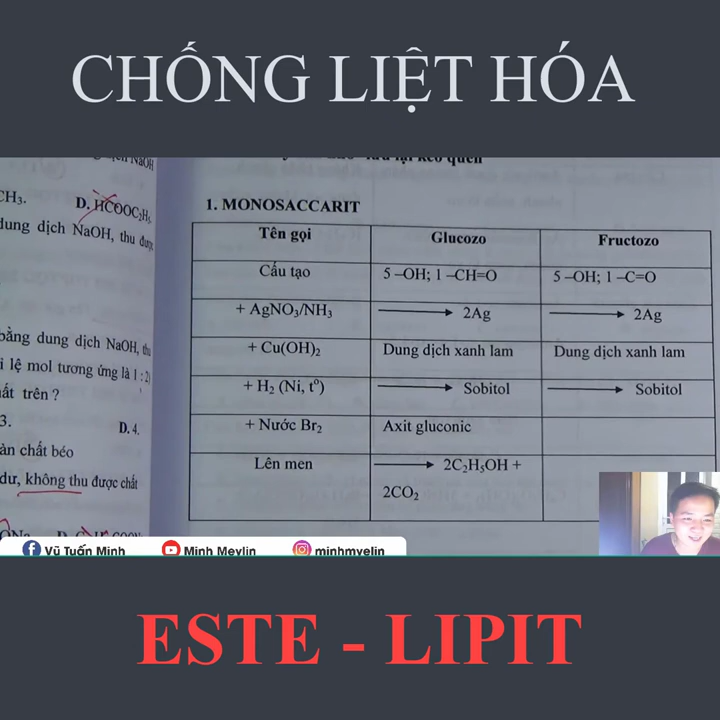 CHỐNG LIỆT HÓA
NaOH
CH₃.
D. HCOOC₂H₅.
dung dịch NaOH, thu được
bằng dung dịch NaOH, thu
lệ mol tương ứng là 1 : 2)
chất trên ?
3.
D.4.
chất béo
dư, không thu được chất
1. MONOSACCARIT
Tên gọi Glucozo Fructozo
Cấu tạo 5 –OH; 1 –CH=O 5 –OH; 1 –C=O
+ AgNO₃/NH₃ → 2Ag → 2Ag
+ Cu(OH)₂ Dung dịch xanh lam Dung dịch xanh lam
+ H₂ (Ni, t°) → Sobitol → Sobitol
+ Nước Br₂ Axit gluconic
Lên men → 2C₂H₅OH +
2CO₂
Vũ Tuấn Minh Minh Meylin minhmyelin
ESTE - LIPIT